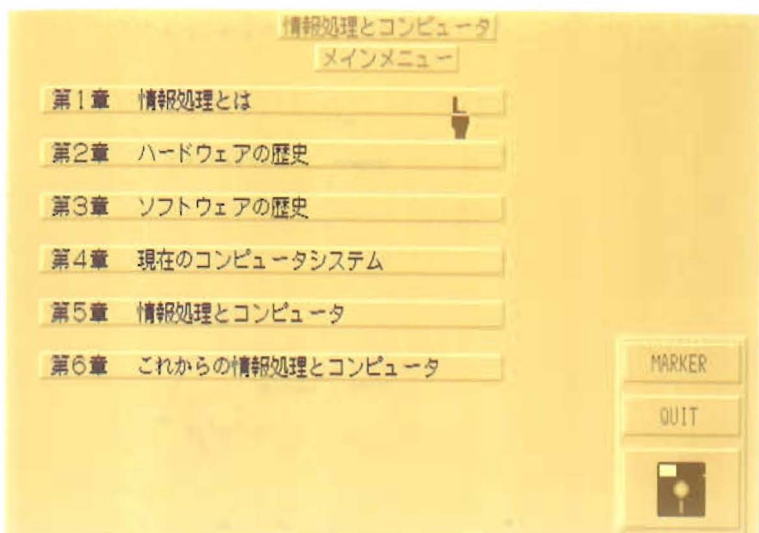 情報処理とコンピュータ
メインメニュー
第1章 情報処理とは
第2章 ハードウェアの歴史
第3章 ソフトウェアの歴史
第4章 現在のコンピュータシステム
第5章 情報処理とコンピュータ
第6章 これからの情報処理とコンピュータ
MARKER
QUIT